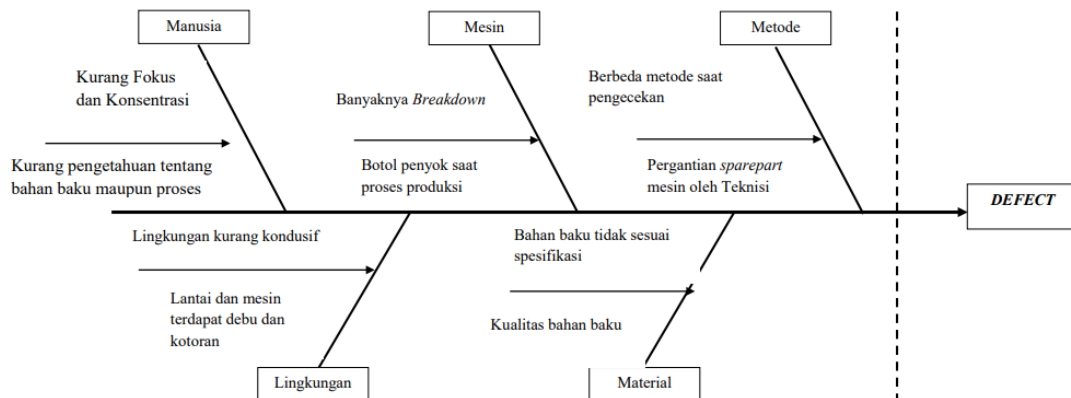 Manusia
Mesin
Metode
Kurang Fokus
dan Konsentrasi
Banyaknya Breakdown
Berbeda metode saat
pengecekan
Kurang pengetahuan tentang
bahan baku maupun proses
Botol penyok saat
proses produksi
Pergantian sparepart
mesin oleh Teknisi
DEFECT
Lingkungan kurang kondusif
Bahan baku tidak sesuai
spesifikasi
Lantai dan mesin
terdapat debu dan
kotoran
Kualitas bahan baku
Lingkungan
Material